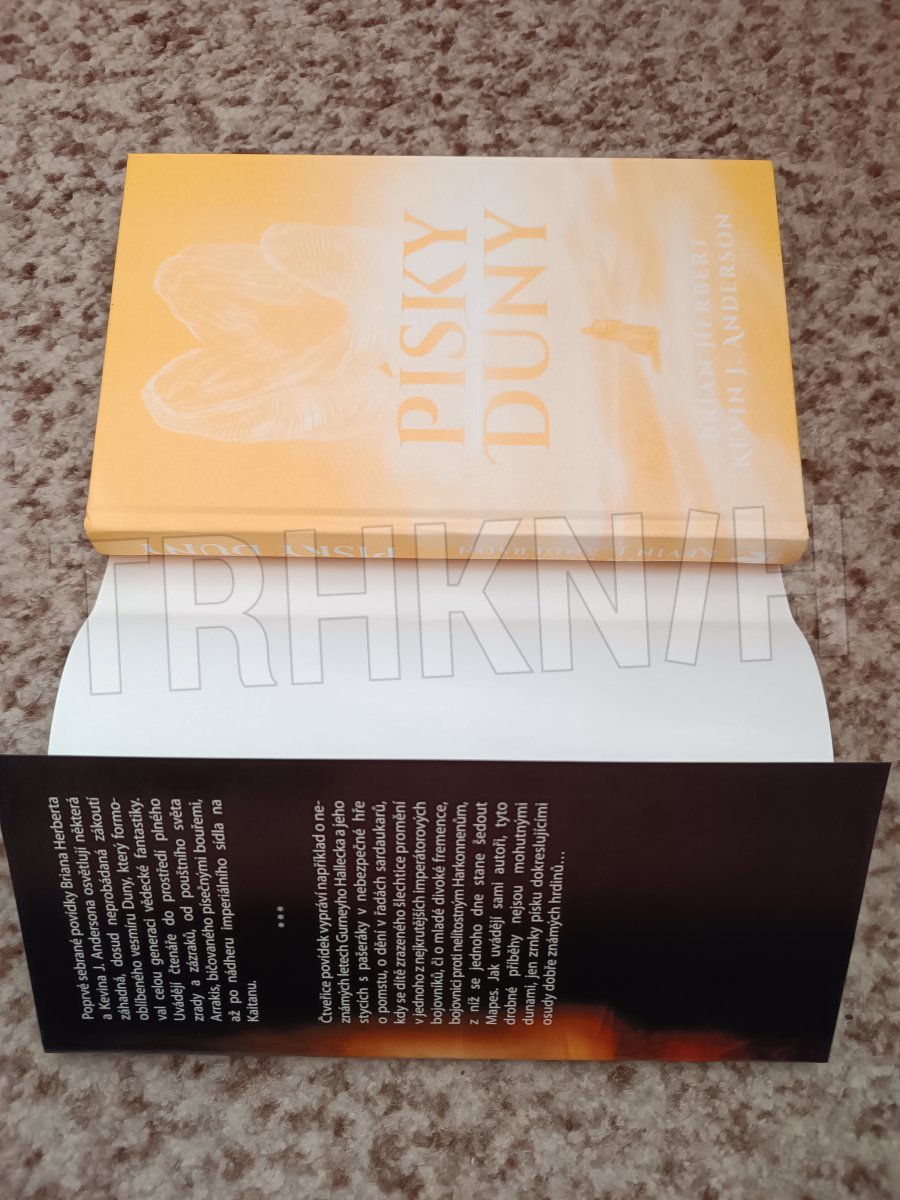 PÍSKY
DUNY
BRIAN HERBERT
KEVIN J. ANDERSON
KEVIN J. ANDERSON
PÍSKY DUNY
TRHKNIH
Poprvé sebrané povídky Briana Herberta
a Kevina J. Andersona osvětlují některá
záhadná, dosud neprobádaná zákoutí
oblíbeného vesmíru Duny, který formo-
val celou generaci vědecké fantastiky.
Uvádějí čtenáře do prostředí plného
zrady a zázraků, od pouštního světa
Arrakis, bičovaného písečnými bouřemi,
až po nádheru imperiálního sídla na
Kaitanu.
***
Čtveřice povídek vypráví například o ne-
známých letech Gurneyho Hallecka a jeho
stycích s pašeráky v nebezpečné hře
o pomstu, o dění v řadách sardaukarů,
kdy se dítě zrazeného šlechtice promění
v jednoho z nejkrutějších imperátorových
bojovníků, či o mladé divoké fremence,
bojovnici proti nelítostným Harkonnenům,
z níž se jednoho dne stane šedout
Mapes. Jak uvádějí sami autoři, tyto
drobné příběhy nejsou mohutnými
dunami, jen zrnky písku dokreslujícími
osudy dobře známých hrdinů...